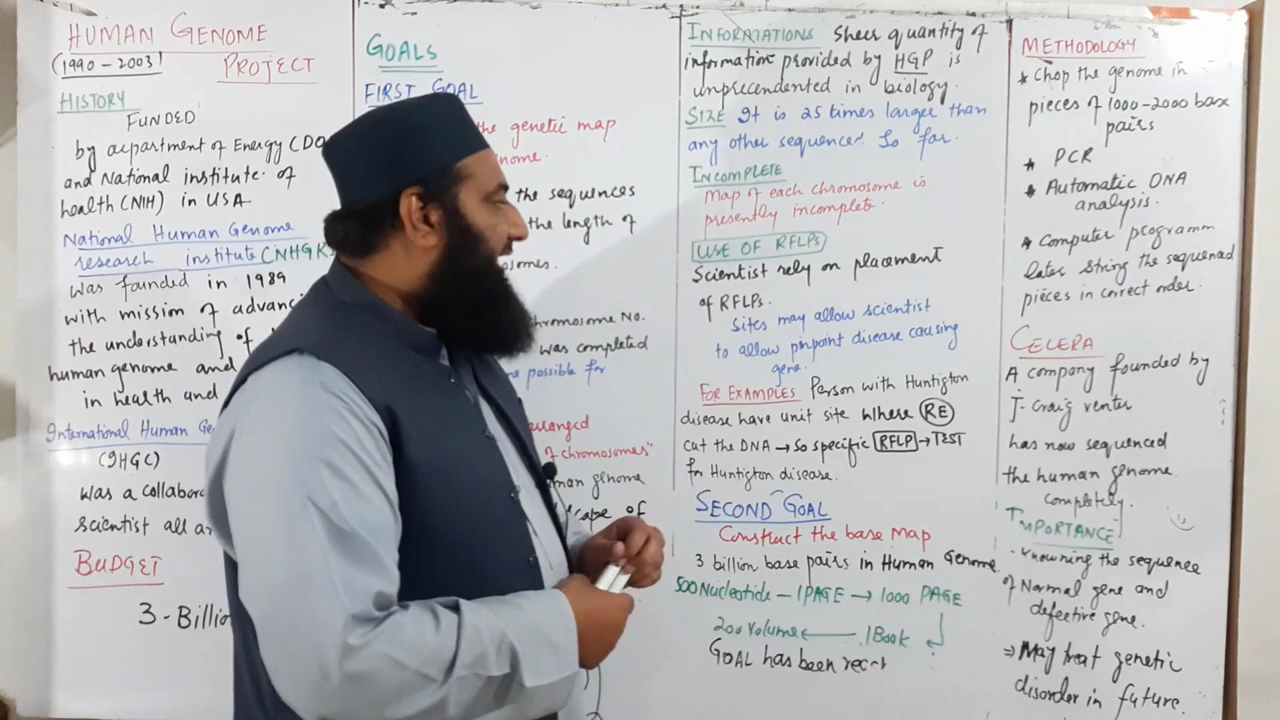 HUMAN GENOME
(1990-2003)
PROJECT
HISTORY
FUNDED
by department of Energy (DO
and National institute of
health (NIH) in USA
National Human Genome
research institute (NHGR
was founded in 1989
with mission of advanci
the understanding of
human genome and
in health and
International Human Ge
(IHGC)
was a collabora
scientist all a
BUDGET
3-Billio
GOALS
FIRST GOAL
the genetic map
nome.
the sequences
the length of
osomes.
chromosome No.
was completed
possible for
arranged
of chromosomes"
man genome
scape of
INFORMATIONS Sheer quantity of
information provided by HGP is
unprecendented in biology.
SIZE It is 25 times larger than
any other sequenced So far.
INCOMPLETE
Map of each chromosome is
presently incomplete.
USE OF RFLPs
Scientist rely on placement
of RFLPs.
Sites may allow scientist
to allow pinpoint disease causing
gene.
FOR EXAMPLES Person with Huntigton
disease have unit site where RE
cut the DNA → So specific RFLP → TEST
for Huntigton disease.
SECOND GOAL
Construct the base Map
3 billion base pairs in Human Genome.
500 Nucleotide - 1 PAGE → 1000 PAGE
200 Volume ← 1 Book
GOAL has been
METHODOLOGY
* Chop the genome in
pieces of 1000-2000 base
pairs
* PCR
* Automatic DNA
analysis.
* Computer programm
later string the sequenced
pieces in correct order.
CELERA
A company founded by
J-Craig venter
has now sequenced
the human genome
completely.
IMPORTANCE
- Knowning the sequence
of Normal gene and
defective gene.
⇒ May treat genetic
disorder in future.